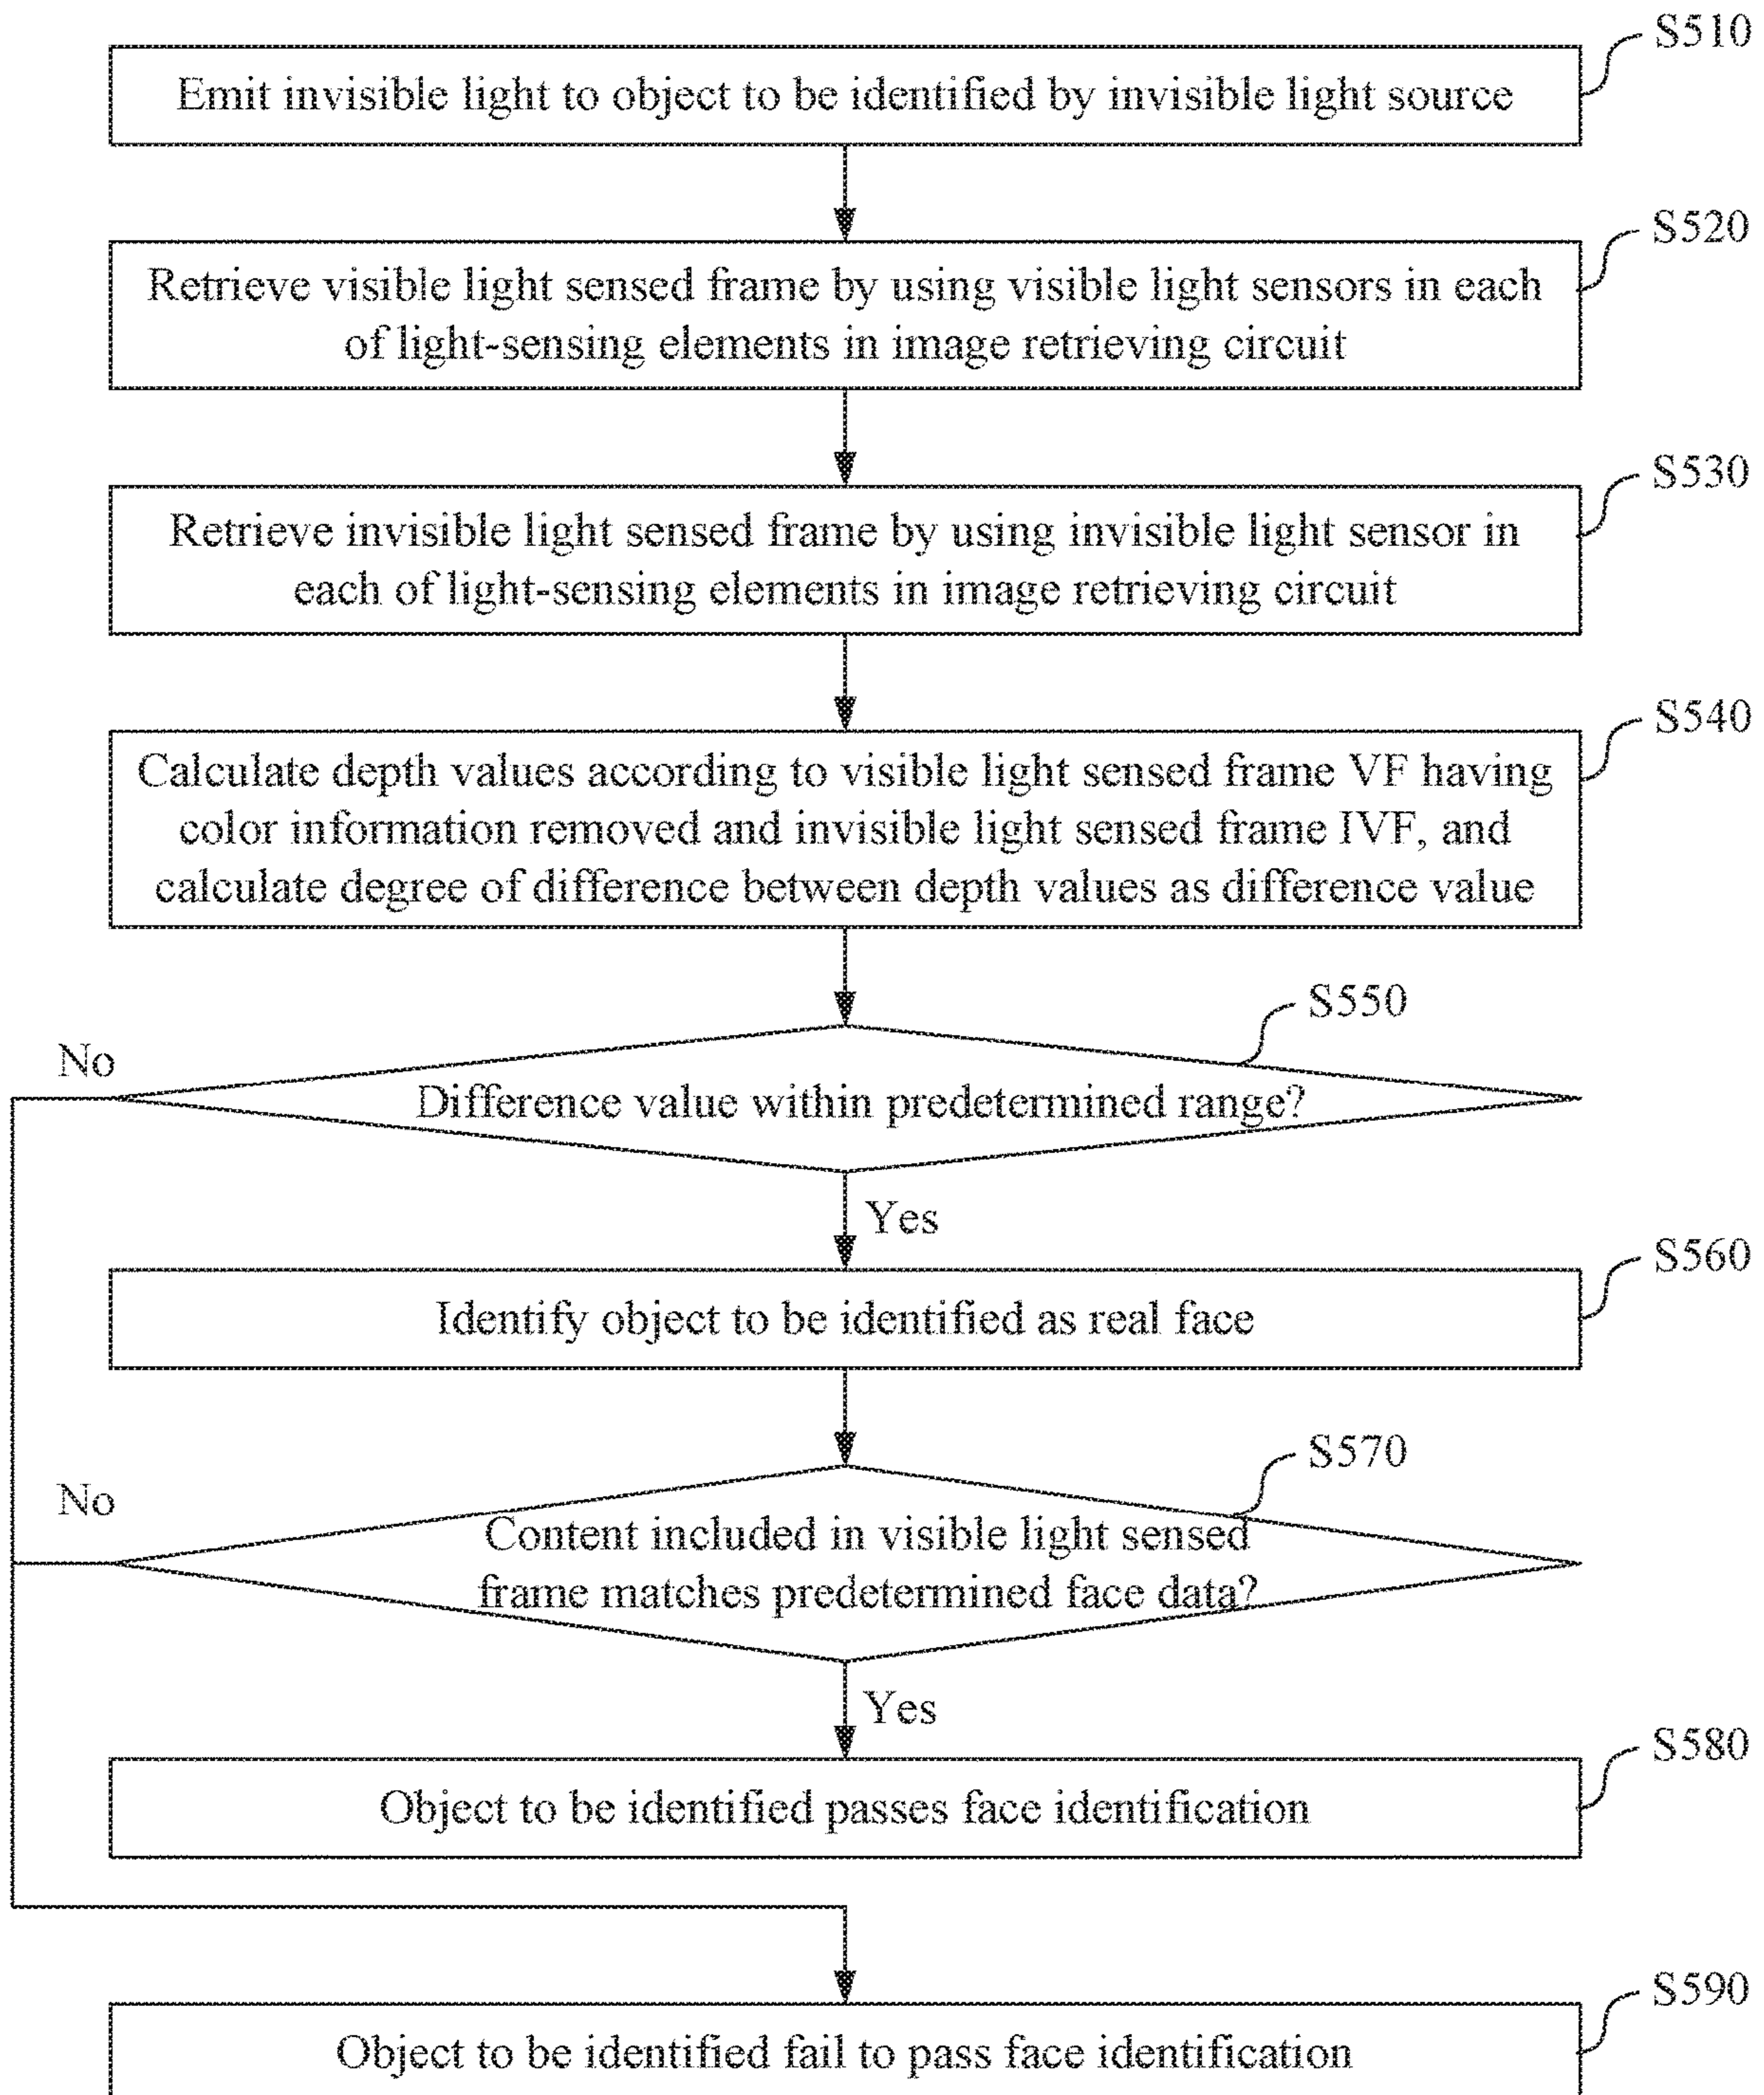 S510
Emit invisible light to object to be identified by invisible light source
S520
Retrieve visible light sensed frame by using visible light sensors in each
of light-sensing elements in image retrieving circuit
S530
Retrieve invisible light sensed frame by using invisible light sensor in
each of light-sensing elements in image retrieving circuit
S540
Calculate depth values according to visible light sensed frame VF having
color information removed and invisible light sensed frame IVF, and
calculate degree of difference between depth values as difference value
S550
No
Difference value within predetermined range?
Yes
S560
Identify object to be identified as real face
S570
No
Content included in visible light sensed
frame matches predetermined face data?
Yes
S580
Object to be identified passes face identification
S590
Object to be identified fail to pass face identification